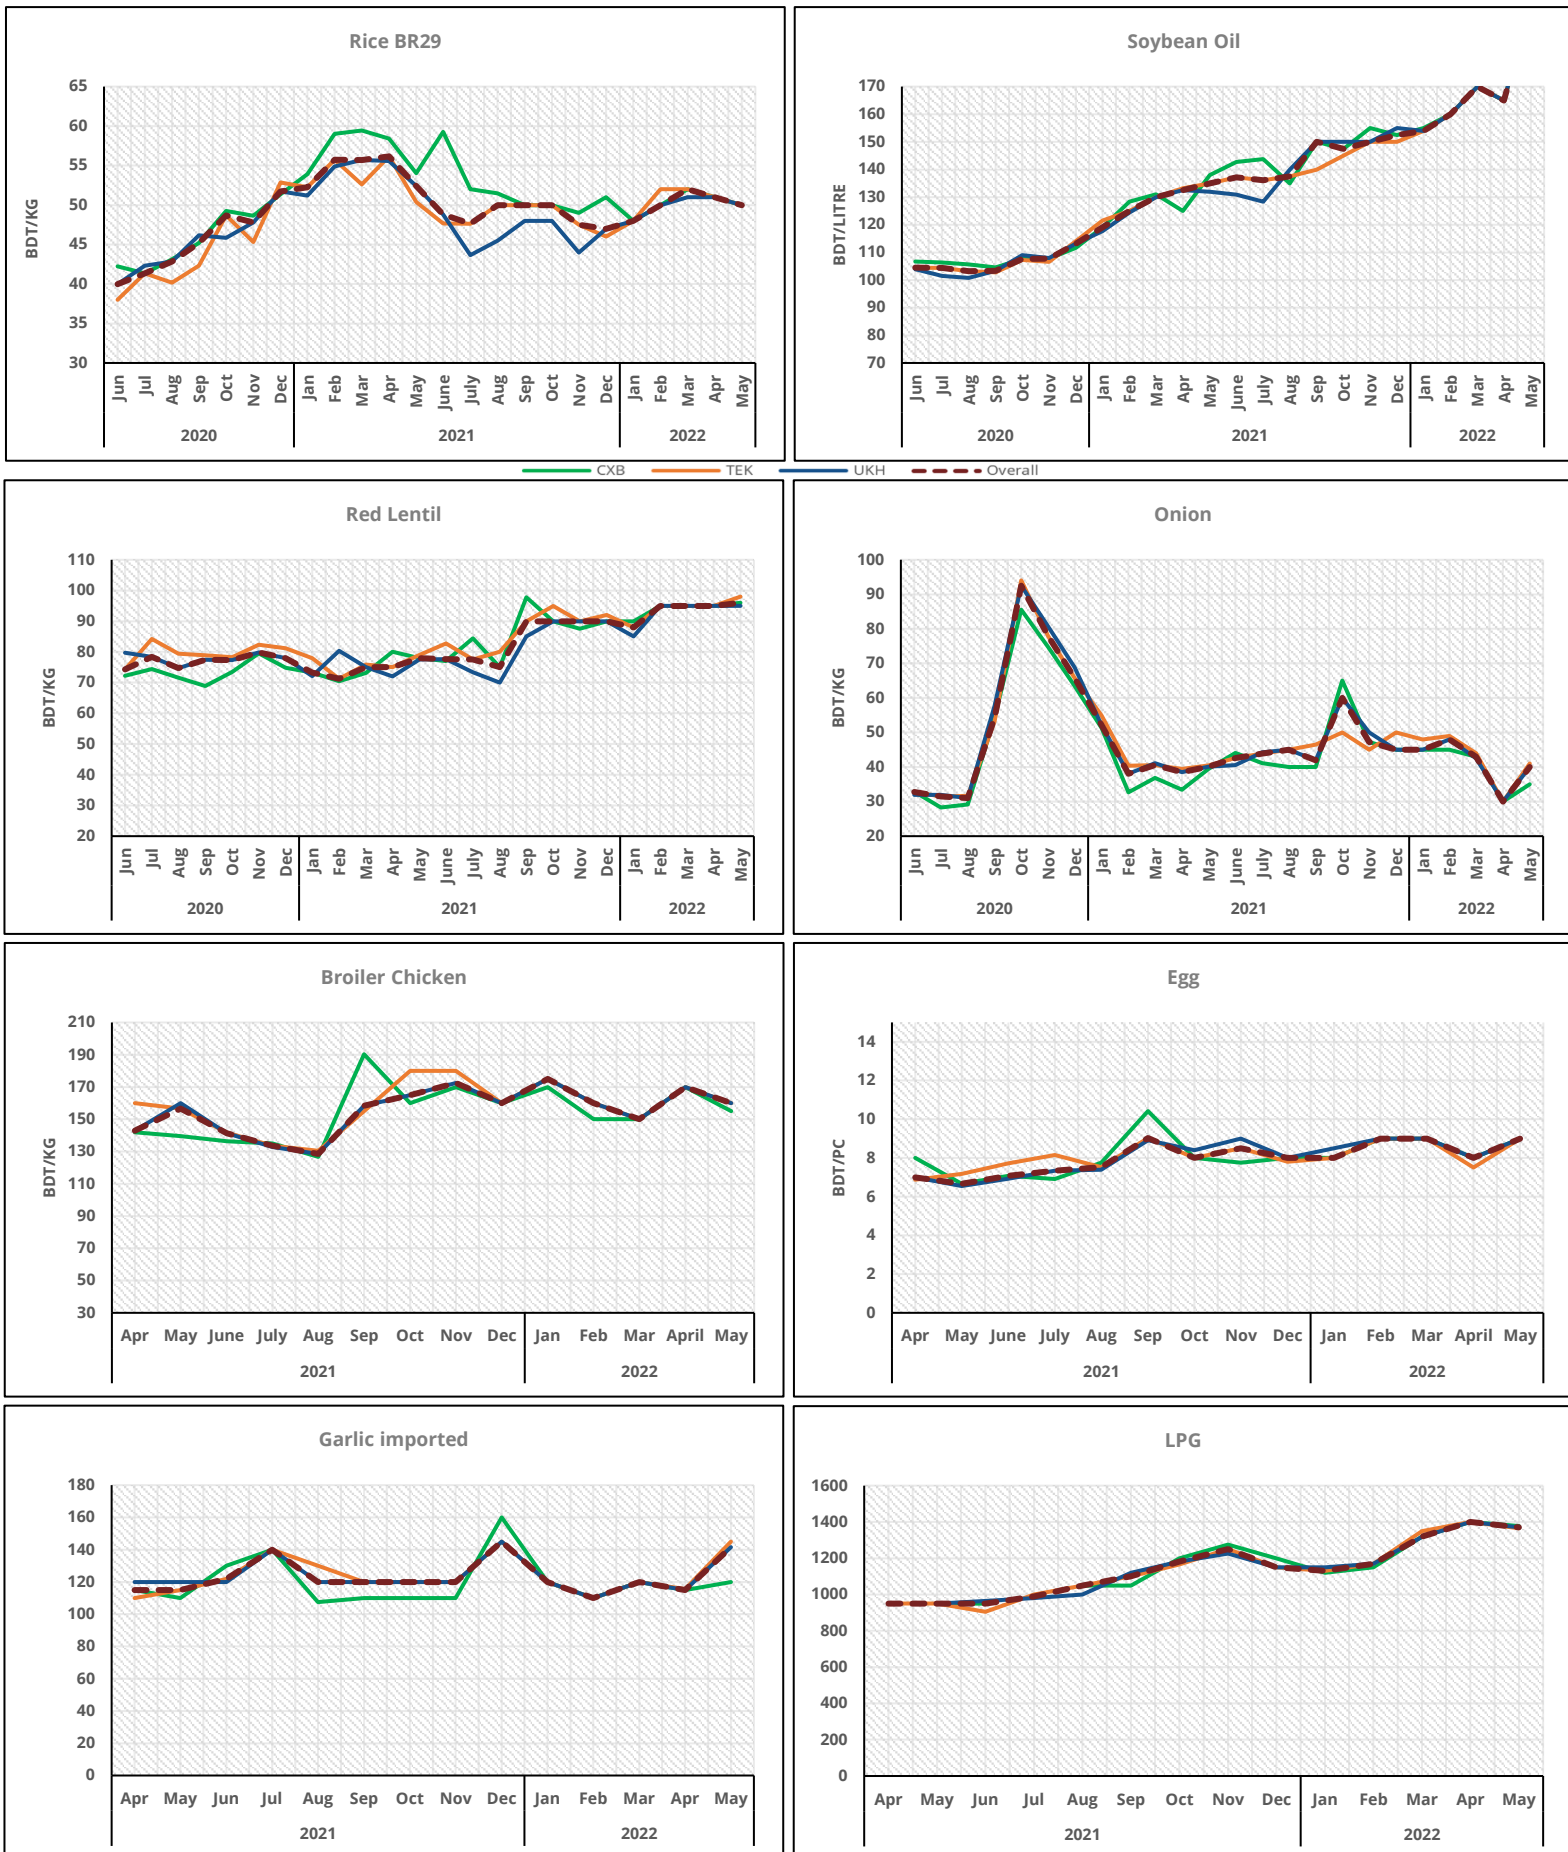 Rice BR29
BDT/KG
65
60
55
50
45
40
35
30
Jun Jul Aug Sep Oct Nov Dec Jan Feb Mar Apr May June July Aug Sep Oct Nov Dec Jan Feb Mar Apr May
2020 2021 2022
Soybean Oil
BDT/LITRE
170
160
150
140
130
120
110
100
90
80
70
Jun Jul Aug Sep Oct Nov Dec Jan Feb Mar Apr May June July Aug Sep Oct Nov Dec Jan Feb Mar Apr May
2020 2021 2022
CXB TEK UKH Overall
Red Lentil
BDT/KG
110
100
90
80
70
60
50
40
30
20
Jun Jul Aug Sep Oct Nov Dec Jan Feb Mar Apr May June July Aug Sep Oct Nov Dec Jan Feb Mar Apr May
2020 2021 2022
Onion
BDT/KG
100
90
80
70
60
50
40
30
20
Jun Jul Aug Sep Oct Nov Dec Jan Feb Mar Apr May June July Aug Sep Oct Nov Dec Jan Feb Mar Apr May
2020 2021 2022
Broiler Chicken
BDT/KG
210
190
170
150
130
110
90
70
50
30
Apr May June July Aug Sep Oct Nov Dec Jan Feb Mar April May
2021 2022
Egg
BDT/PC
14
12
10
8
6
4
2
0
Apr May June July Aug Sep Oct Nov Dec Jan Feb Mar April May
2021 2022
Garlic imported
180
160
140
120
100
80
60
40
20
0
Apr May Jun Jul Aug Sep Oct Nov Dec Jan Feb Mar Apr May
2021 2022
LPG
1600
1400
1200
1000
800
600
400
200
0
Apr May Jun Jul Aug Sep Oct Nov Dec Jan Feb Mar Apr May
2021 2022